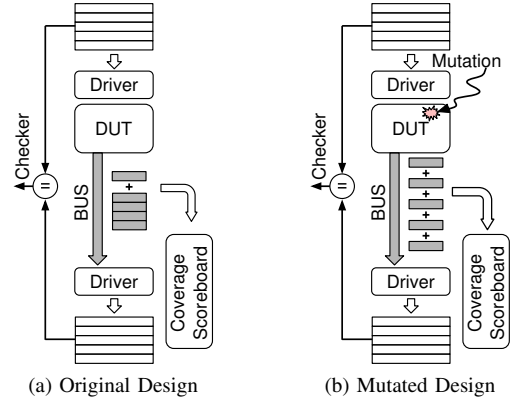 Driver
DUT
Checker
=
BUS
+
Driver
Coverage
Scoreboard
(a) Original Design
Mutation
Driver
DUT
Checker
=
BUS
+
+
+
+
Driver
Coverage
Scoreboard
(b) Mutated Design